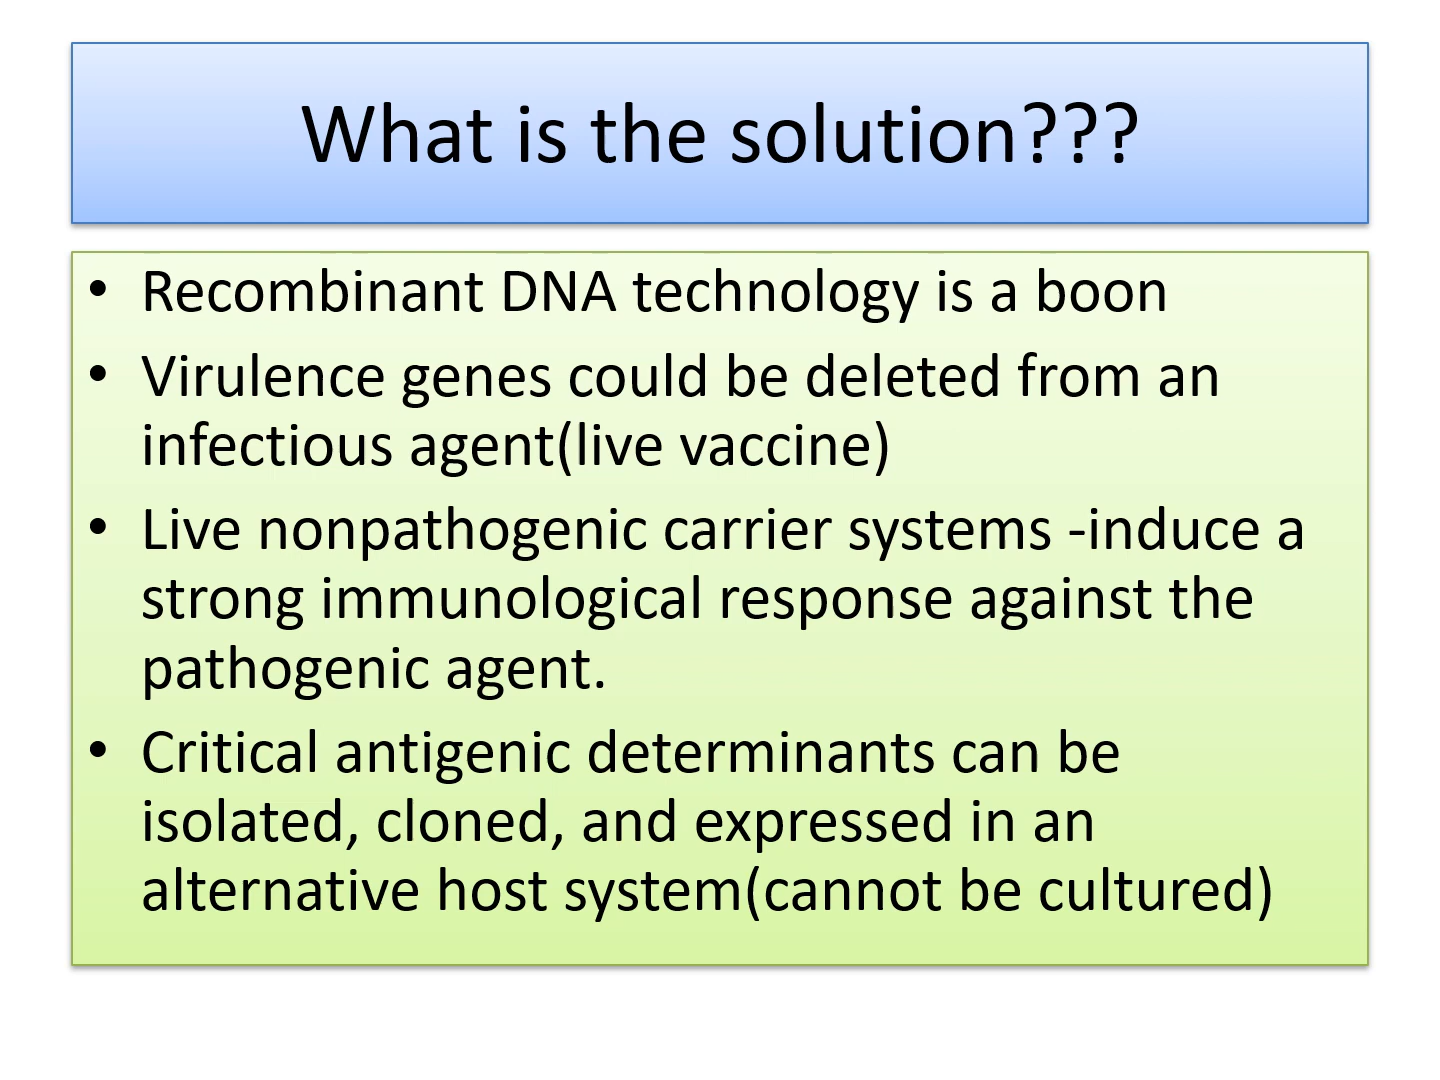 What is the solution???
• Recombinant DNA technology is a boon
• Virulence genes could be deleted from an
infectious agent(live vaccine)
• Live nonpathogenic carrier systems -induce a
strong immunological response against the
pathogenic agent.
• Critical antigenic determinants can be
isolated, cloned, and expressed in an
alternative host system(cannot be cultured)